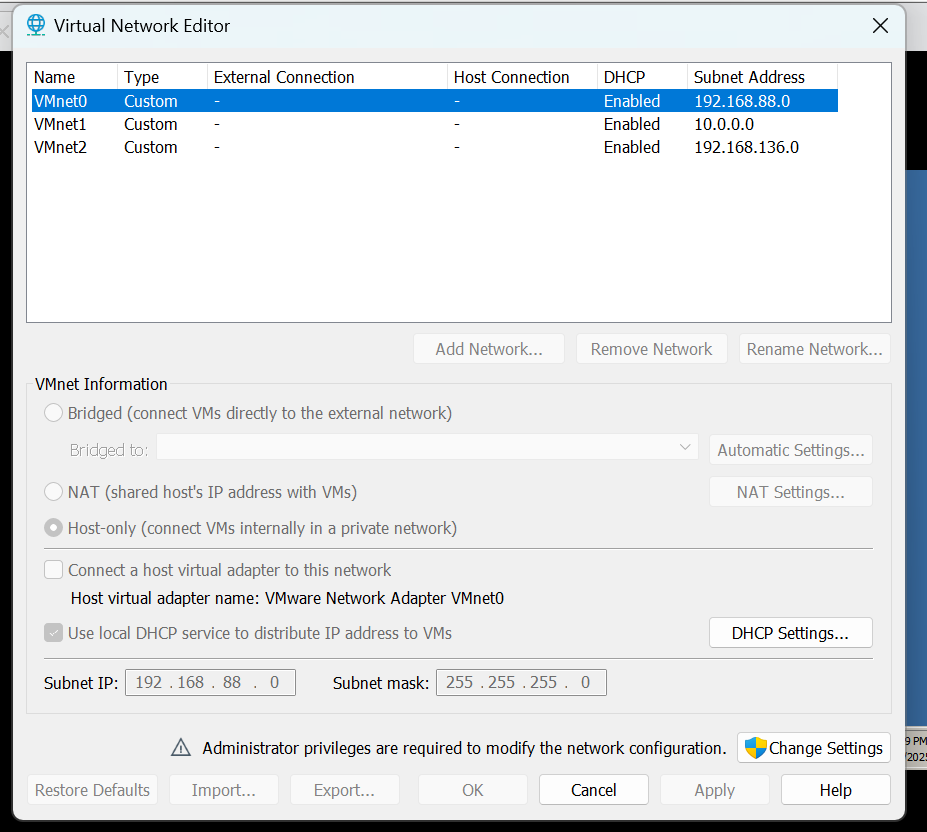 Virtual Network Editor
Name Type External Connection Host Connection DHCP Subnet Address
VMnet0 Custom - - Enabled 192.168.88.0
VMnet1 Custom - - Enabled 10.0.0.0
VMnet2 Custom - - Enabled 192.168.136.0
Add Network... Remove Network Rename Network...
VMnet Information
Bridged (connect VMs directly to the external network)
Bridged to: Automatic Settings...
NAT (shared host's IP address with VMs) NAT Settings...
Host-only (connect VMs internally in a private network)
Connect a host virtual adapter to this network
Host virtual adapter name: VMware Network Adapter VMnet0
Use local DHCP service to distribute IP address to VMs DHCP Settings...
Subnet IP: 192 . 168 . 88 . 0 Subnet mask: 255 . 255 . 255 . 0
9 PM
Administrator privileges are required to modify the network configuration. Change Settings
/2025
Restore Defaults Import... Export... OK Cancel Apply Help